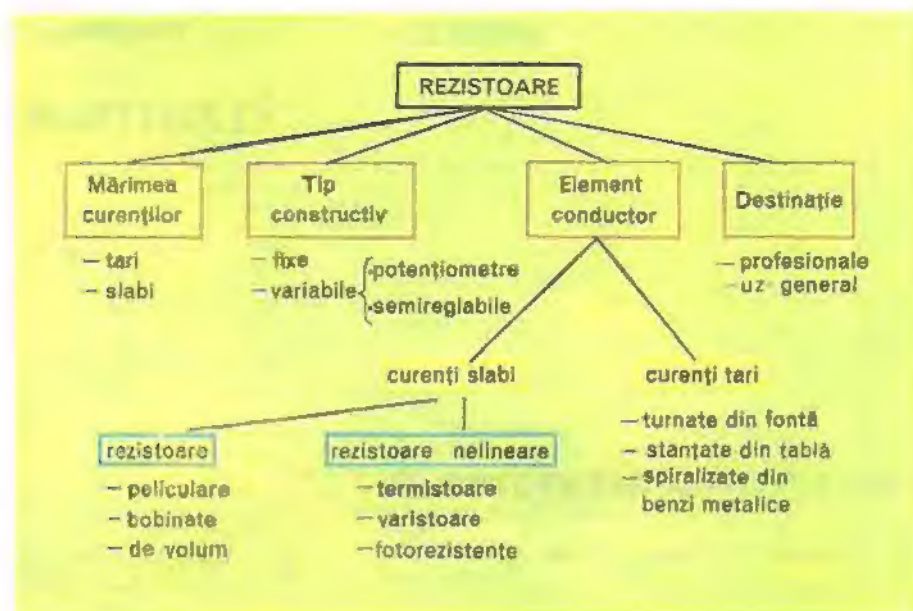 REZISTOARE
Mărimea
curenților
— tari
— slabi
Tip
constructiv
— fixe
— variabile { · potențiometre
· semireglabile
Element
conductor
Destinație
— profesionale
— uz general
curenți slabi
rezistoare
— peliculare
— bobinate
— de volum
rezistoare nelineare
— termistoare
— varistoare
— fotorezistențe
curenți tari
— turnate din fontă
— stanțate din tablă
— spiralizate din
benzi metalice